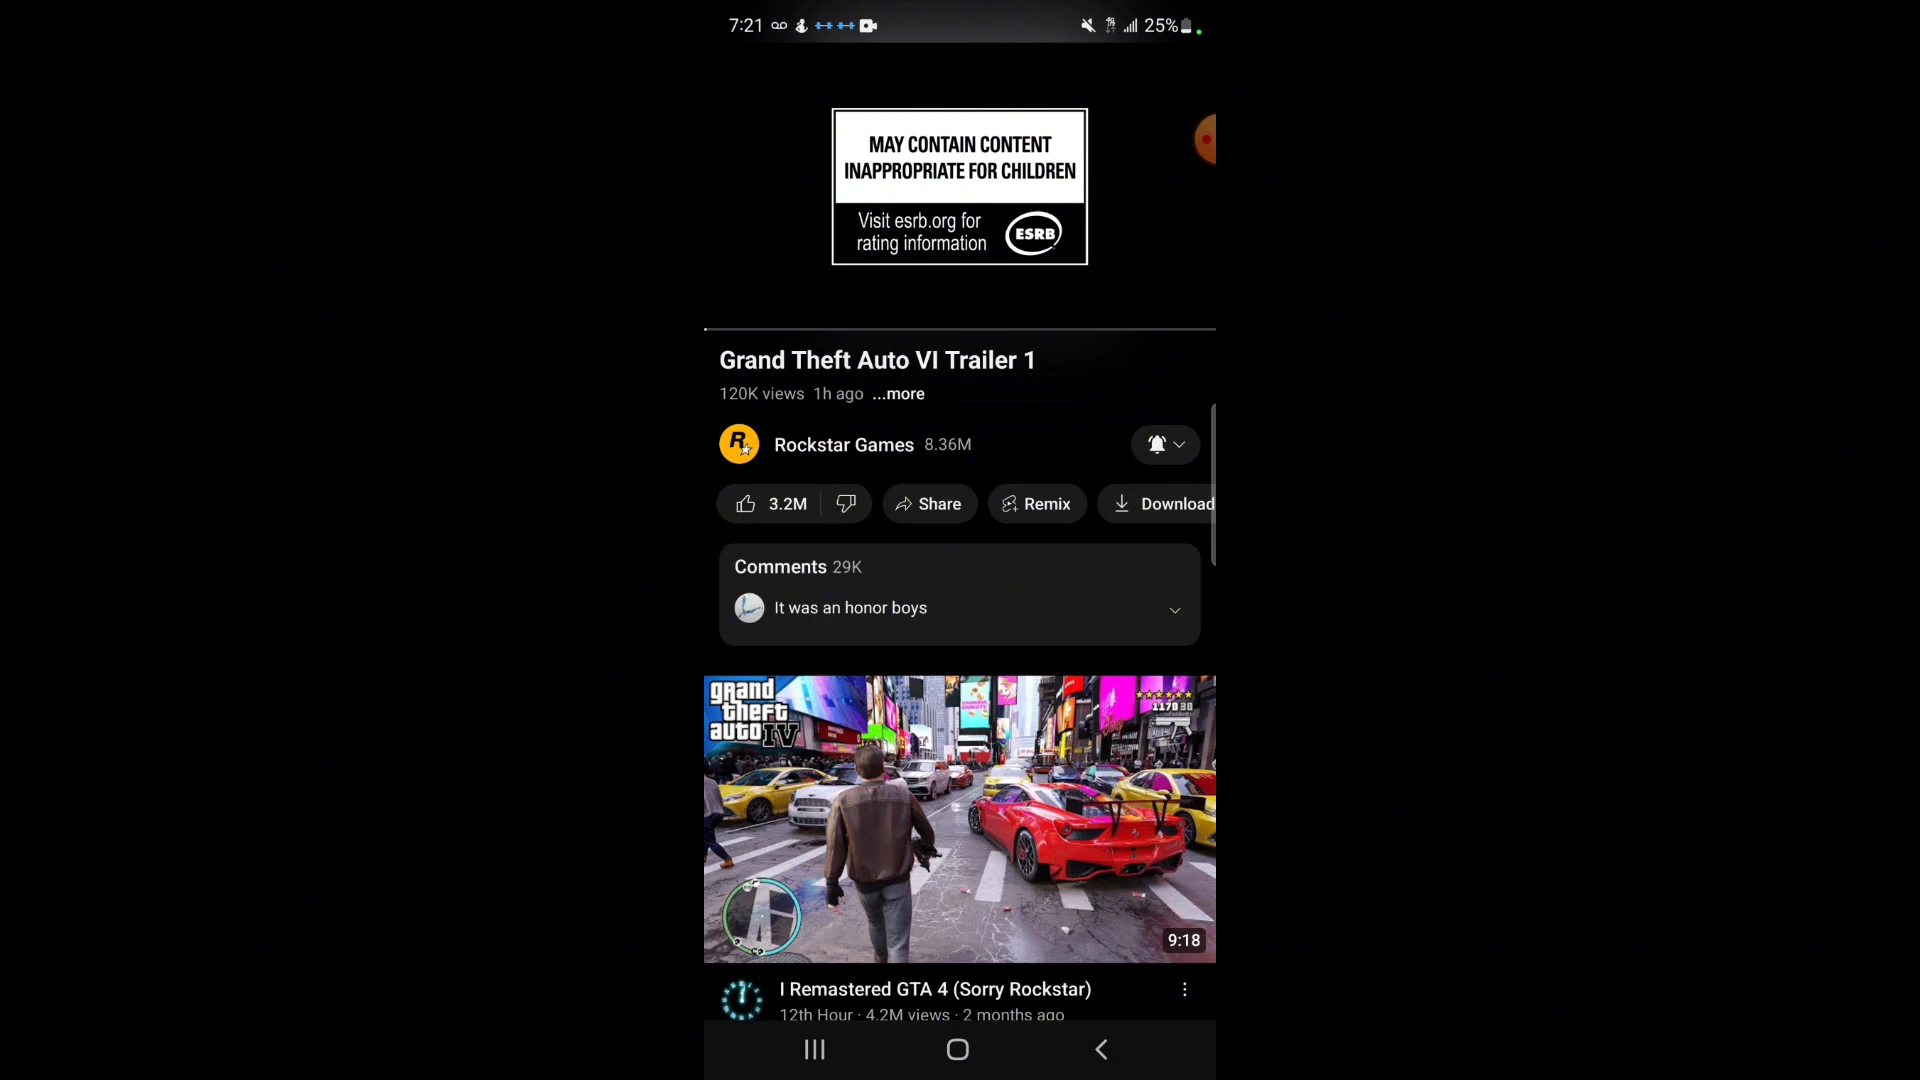 7:21
25%
MAY CONTAIN CONTENT
INAPPROPRIATE FOR CHILDREN
Visit esrb.org for
rating information
ESRB
Grand Theft Auto VI Trailer 1
120K views 1h ago ...more
R
Rockstar Games 8.36M
3.2M
Share
Remix
Download
Comments 29K
It was an honor boys
grand
theft
auto IV
9:18
I Remastered GTA 4 (Sorry Rockstar)
12th Hour · 4.2M views · 2 months ago